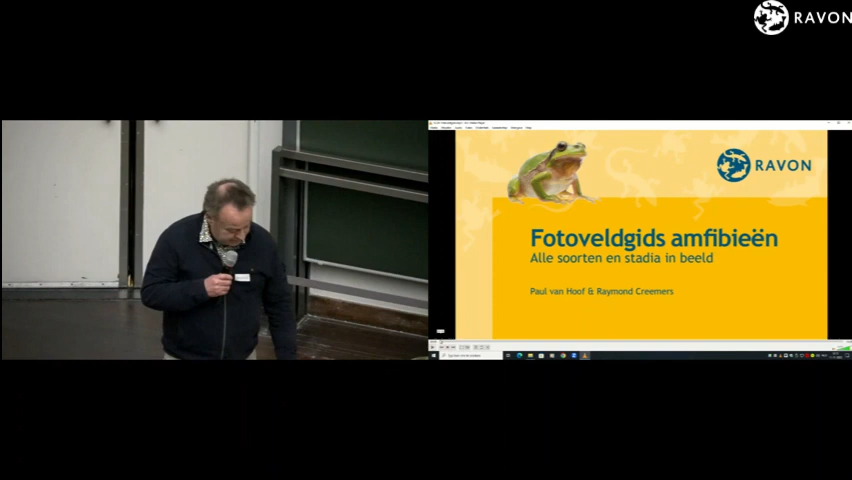 RAVON
RAVON
Fotoveldgids amfibieën
Alle soorten en stadia in beeld
Paul van Hoof & Raymond Creemers